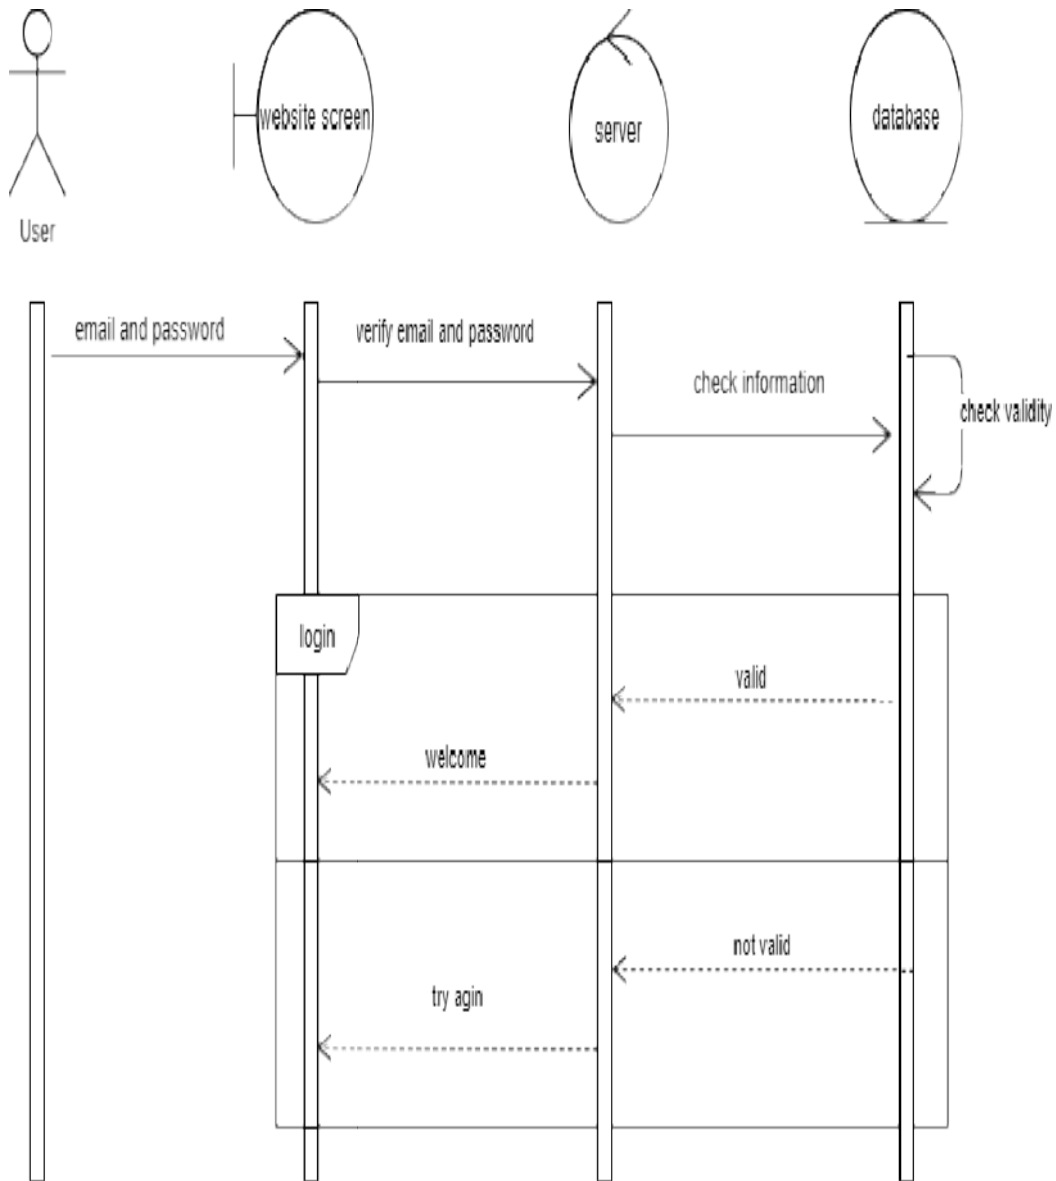 website screen
server
database
User
email and password
verify email and password
check information
check validity
login
valid
welcome
not valid
try agin